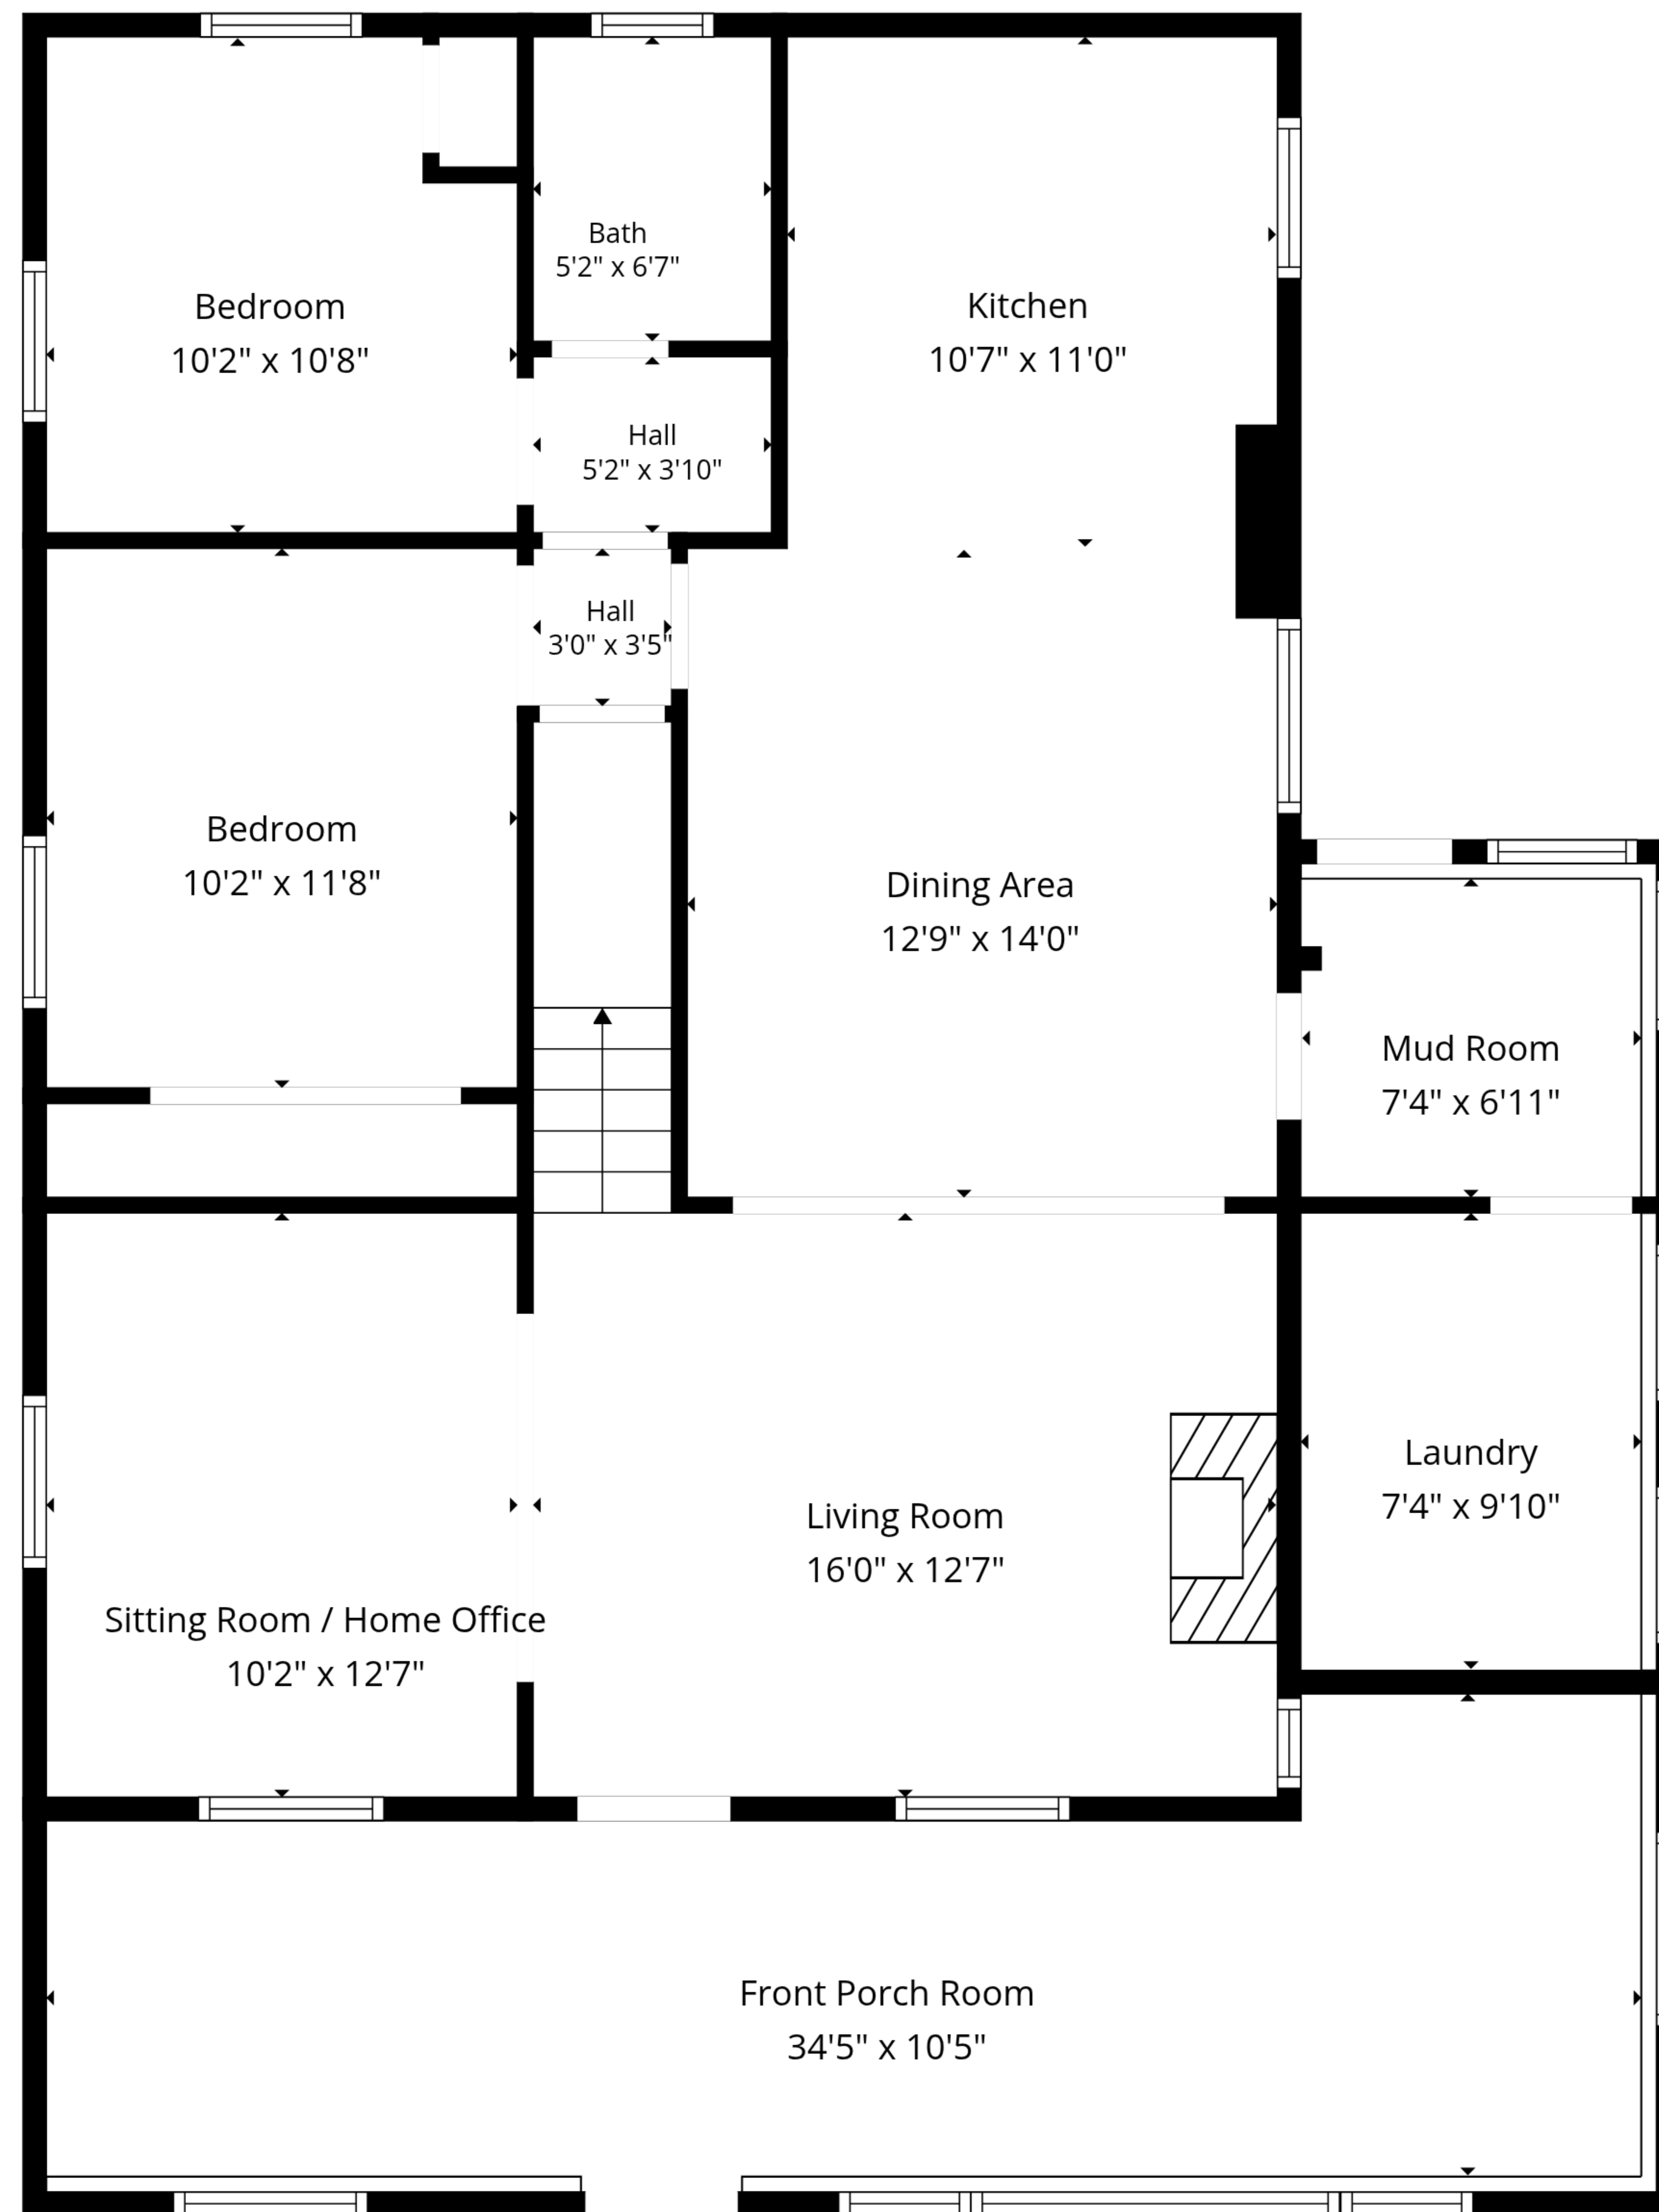 Bath
5'2" x 6'7"
Bedroom
10'2" x 10'8"
Kitchen
10'7" x 11'0"
Hall
5'2" x 3'10"
Hall
3'0" x 3'5"
Bedroom
10'2" x 11'8"
Dining Area
12'9" x 14'0"
Mud Room
7'4" x 6'11"
Laundry
7'4" x 9'10"
Living Room
16'0" x 12'7"
Sitting Room / Home Office
10'2" x 12'7"
Front Porch Room
34'5" x 10'5"